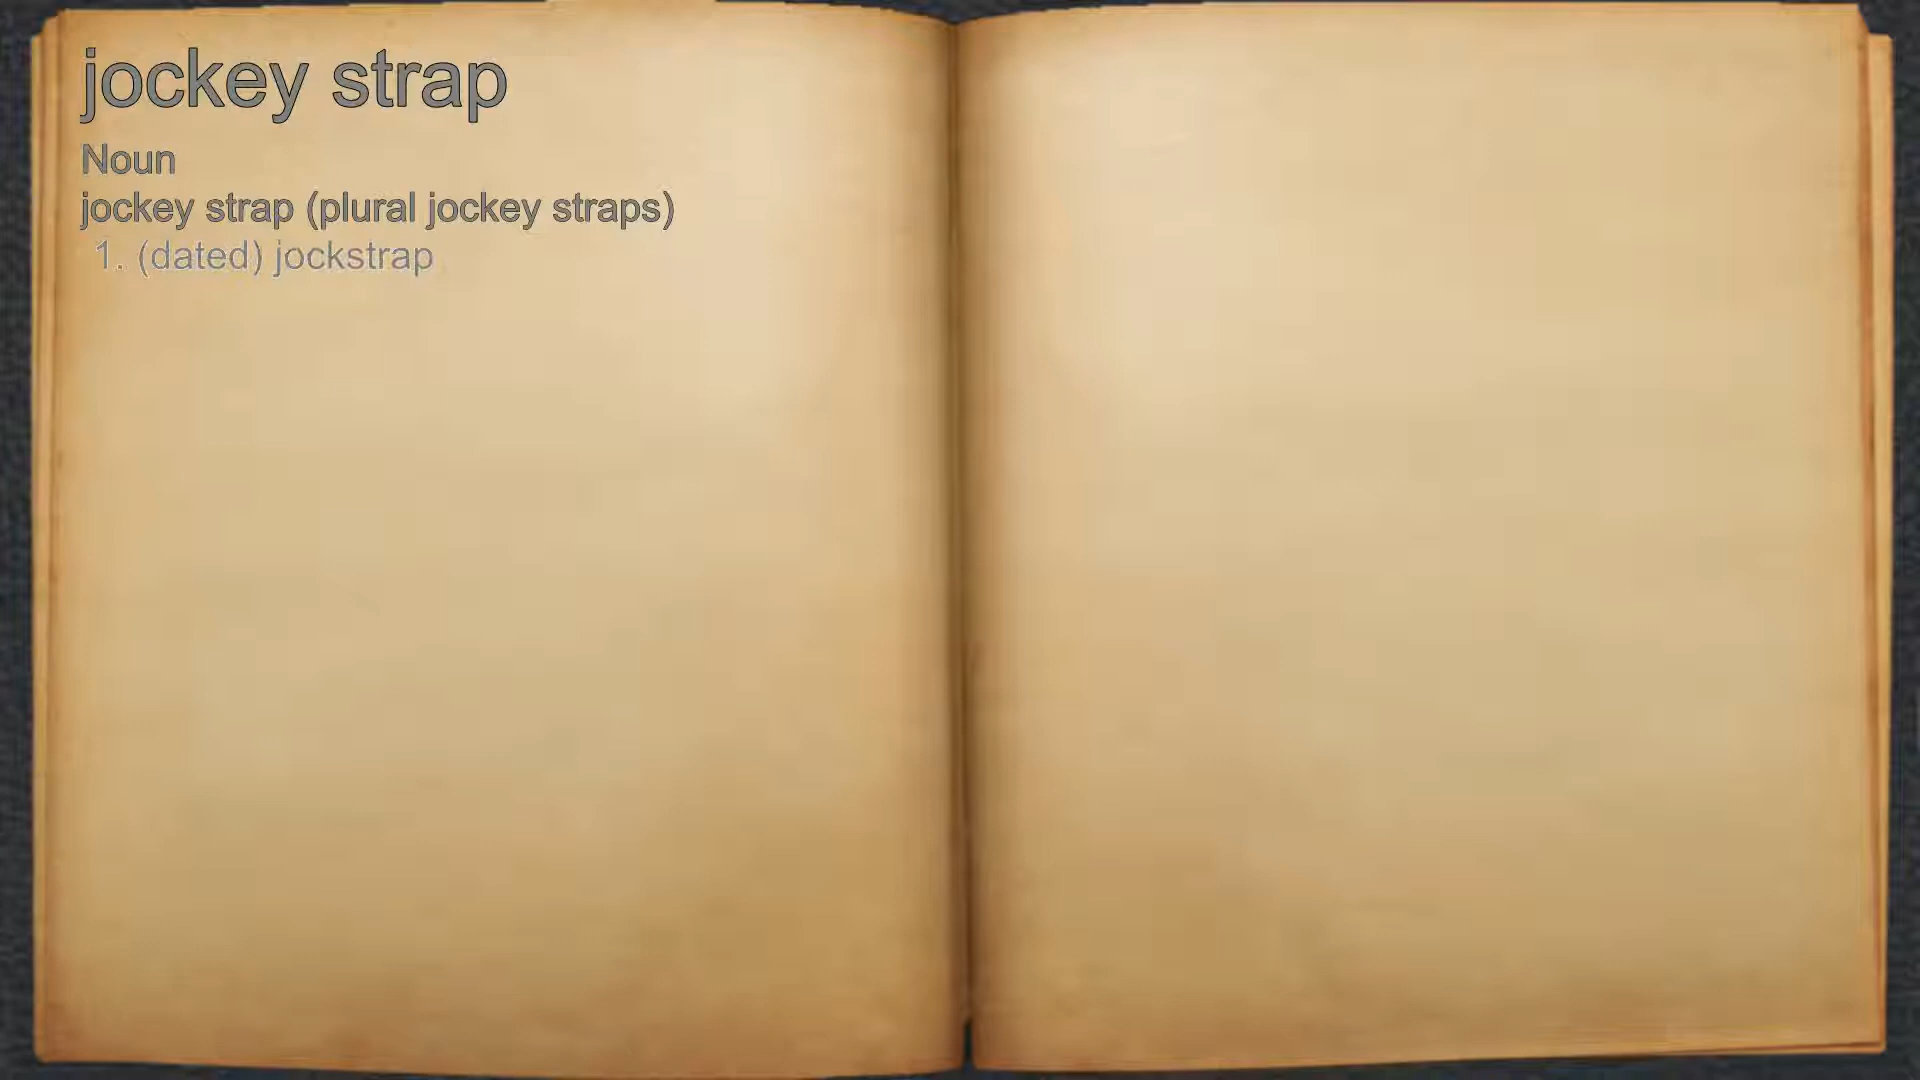 jockey strap
Noun
jockey strap (plural jockey straps)
1. (dated) jockstrap